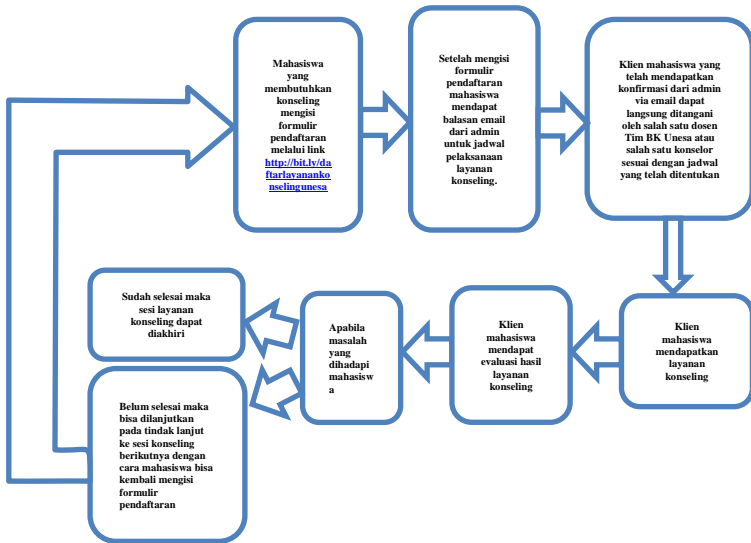 Mahasiswa
yang
membutuhkan
konseling
mengisi
formulir
pendaftaran
melalui link
http://bit.ly/da
ftarlayananko
nselingunesa
Setelah mengisi
formulir
pendaftaran
mahasiswa
mendapat
balasan email
dari admin
untuk jadwal
pelaksanaan
layanan
konseling.
Klien mahasiswa yang
telah mendapatkan
konfirmasi dari admin
via email dapat
langsung ditangani
oleh salah satu dosen
Tim BK Unesa atau
salah satu konselor
sesuai dengan jadwal
yang telah ditentukan
Klien
mahasiswa
mendapatkan
layanan
konseling
Klien
mahasiswa
mendapat
evaluasi hasil
layanan
konseling
Apabila
masalah
yang
dihadapi
mahasisw
a
Sudah selesai maka
sesi layanan
konseling dapat
diakhiri
Belum selesai maka
bisa dilanjutkan
pada tindak lanjut
ke sesi konseling
berikutnya dengan
cara mahasiswa bisa
kembali mengisi
formulir
pendaftaran